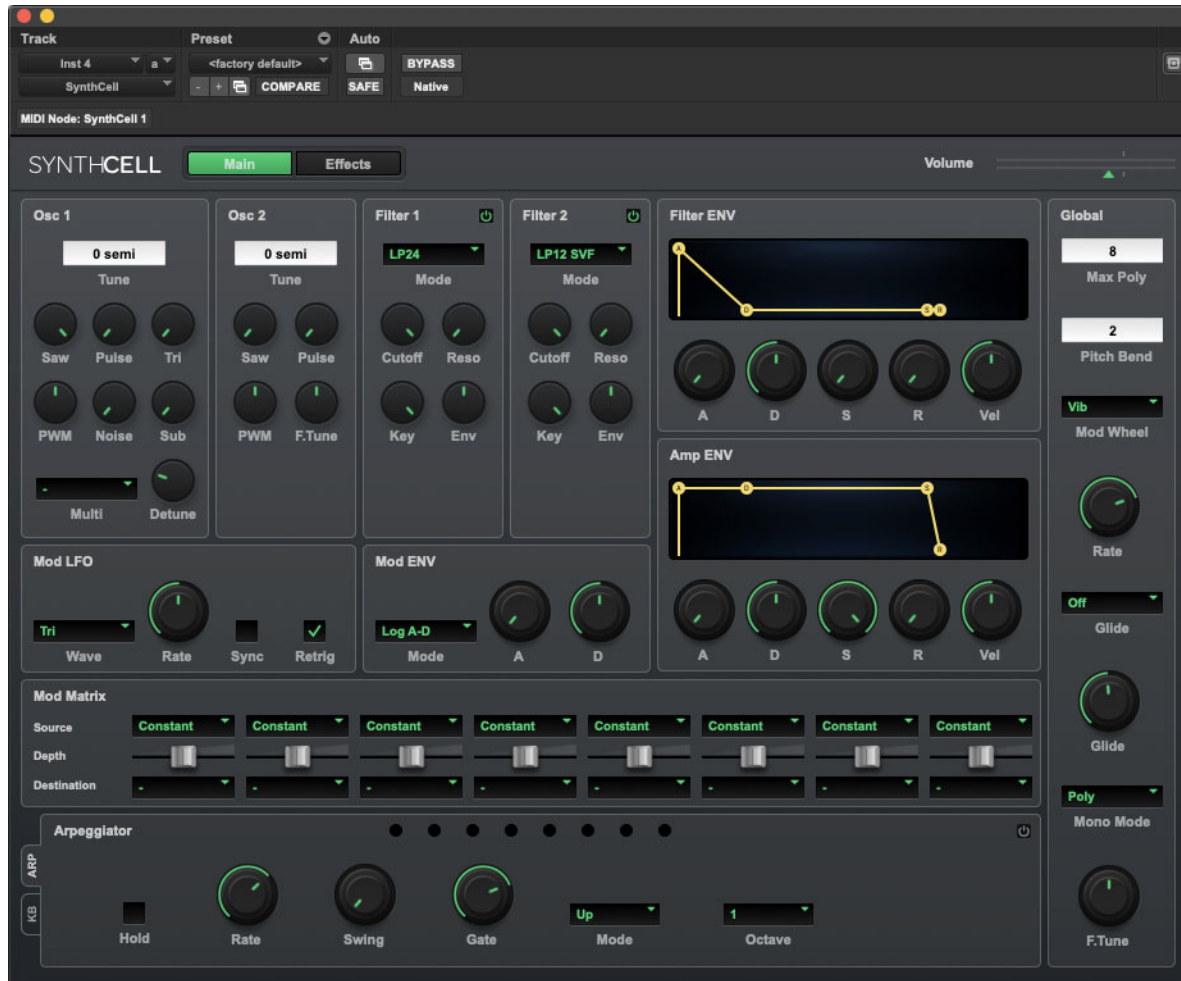 Track Preset Auto
Inst 4 a <factory default> BYPASS
SynthCell - + COMPARE SAFE Native
MIDI Node: SynthCell 1
SYNTHCELL Main Effects Volume
Osc 1 Osc 2 Filter 1 Filter 2 Filter ENV Global
0 semi 0 semi LP24 LP12 SVF 8
Tune Tune Mode Mode Max Poly
A D S R
2
Saw Pulse Tri Saw Pulse Cutoff Reso Cutoff Reso Pitch Bend
A D S R Vel
Vib
PWM Noise Sub PWM F.Tune Key Env Key Env Mod Wheel
Amp ENV
- A D S R
Multi Detune
Rate
Mod LFO Mod ENV
Tri Log A-D Off
Wave Rate Sync Retrig Mode A D A D S R Vel Glide
Mod Matrix
Source Constant Constant Constant Constant Constant Constant Constant Constant
Depth
Glide
Destination - - - - - - - -
Poly
Mono Mode
Arpeggiator
ARP
KB
Up 1
Hold Rate Swing Gate Mode Octave F.Tune